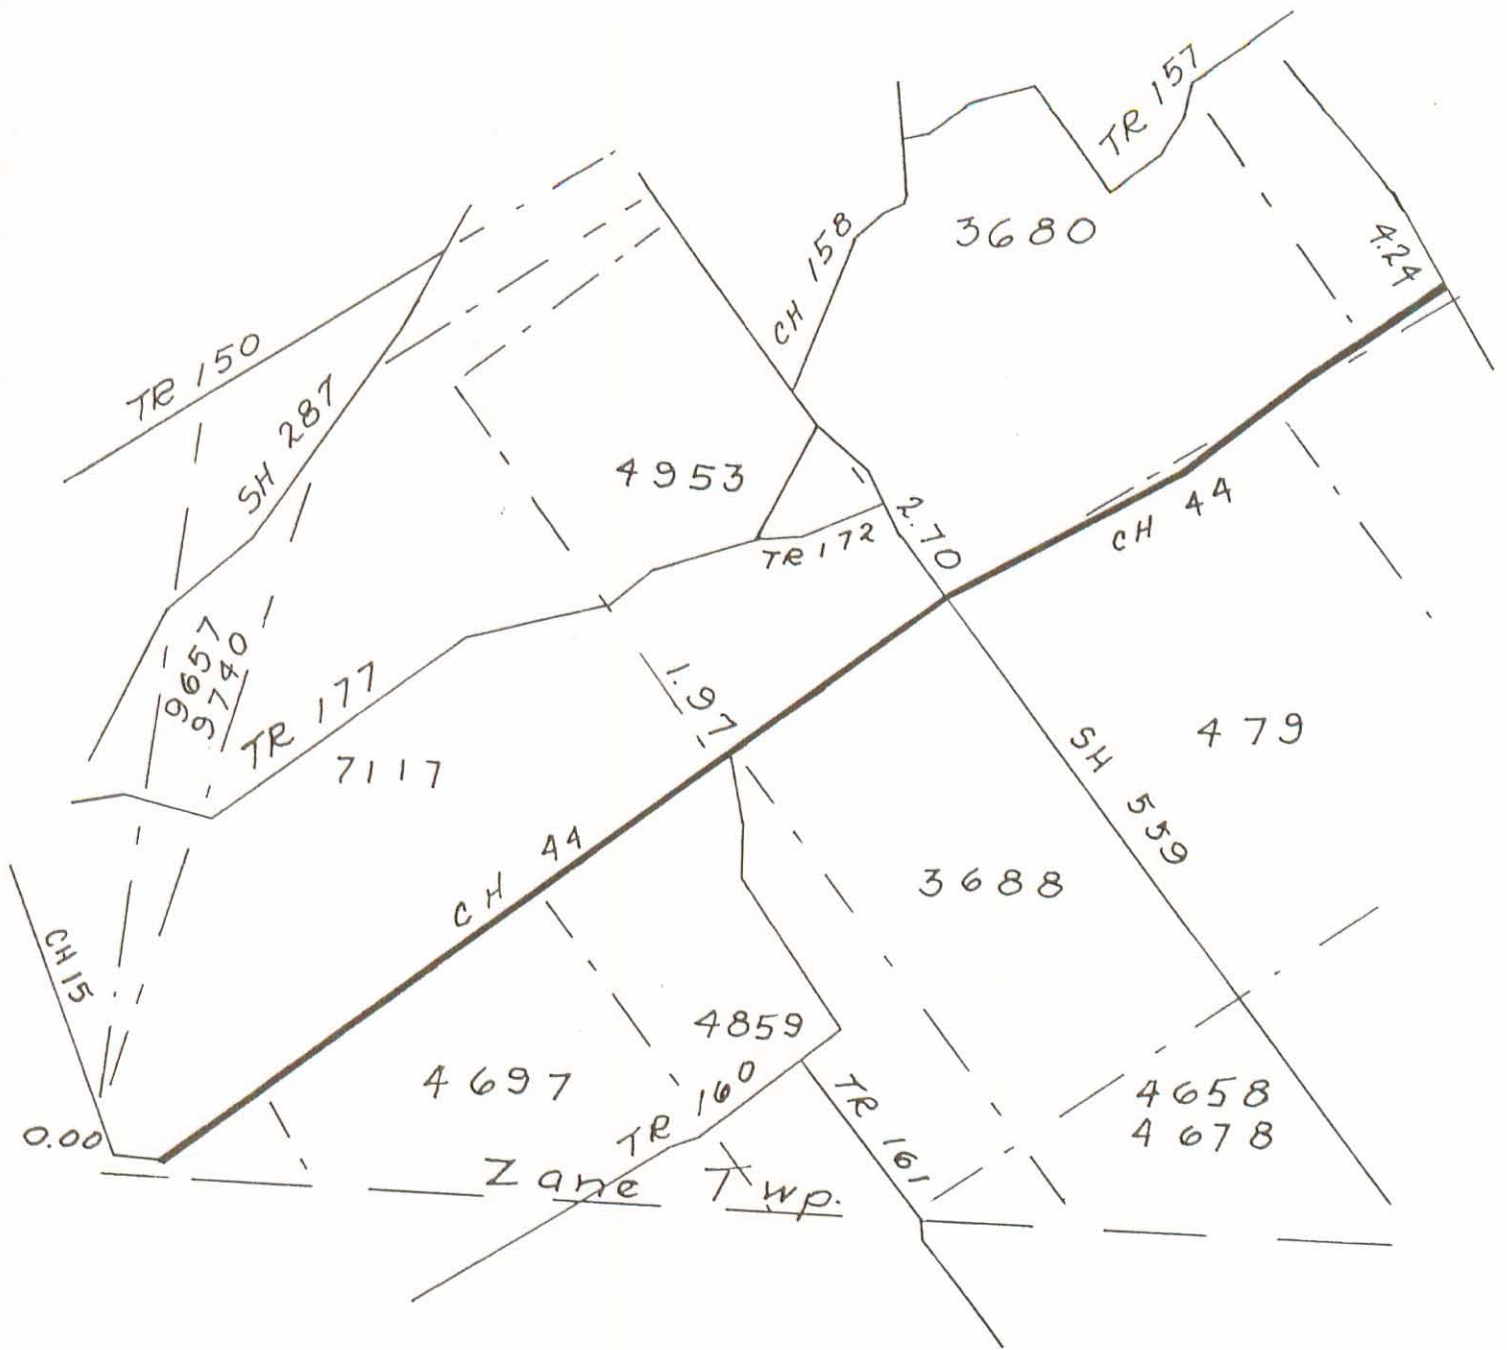 TR 157
CH 158
3680
4.24
TR 150
SH 287
4953
2.70
CH 44
TR 172
9657
9740
TR 177
1.97
7117
SH 559
479
CH 44
3688
CH 15
4859
4697
TR 160
TR 161
4658
4678
0.00
Zane Twp.